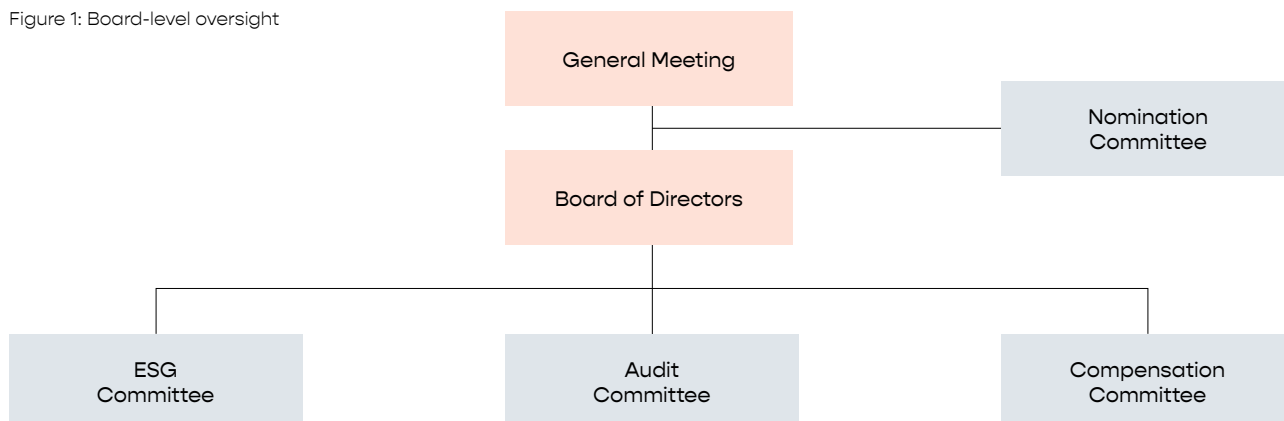 Figure 1: Board-level oversight
General Meeting
Nomination
Committee
Board of Directors
ESG
Committee
Audit
Committee
Compensation
Committee